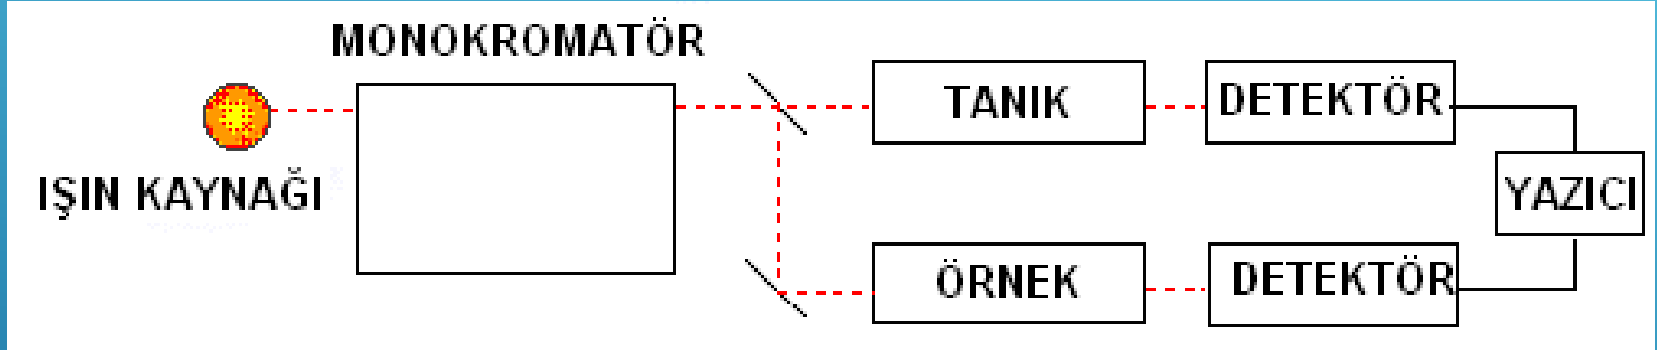 MONOKROMATÖR
IŞIN KAYNAĞI
TANIK
DETEKTÖR
YAZICI
ÖRNEK
DETEKTÖR